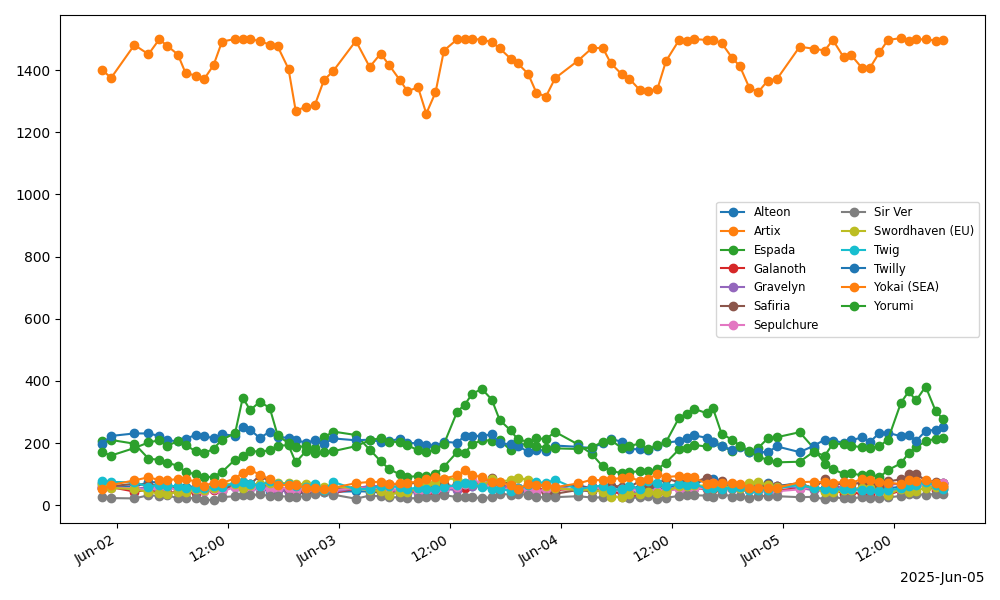 1400
1200
1000
800
600
400
200
0
Alteon
Artix
Espada
Galanoth
Gravelyn
Safiria
Sepulchure
Sir Ver
Swordhaven (EU)
Twig
Twilly
Yokai (SEA)
Yorumi
Jun-02
12:00
Jun-03
12:00
Jun-04
12:00
Jun-05
12:00
2025-Jun-05